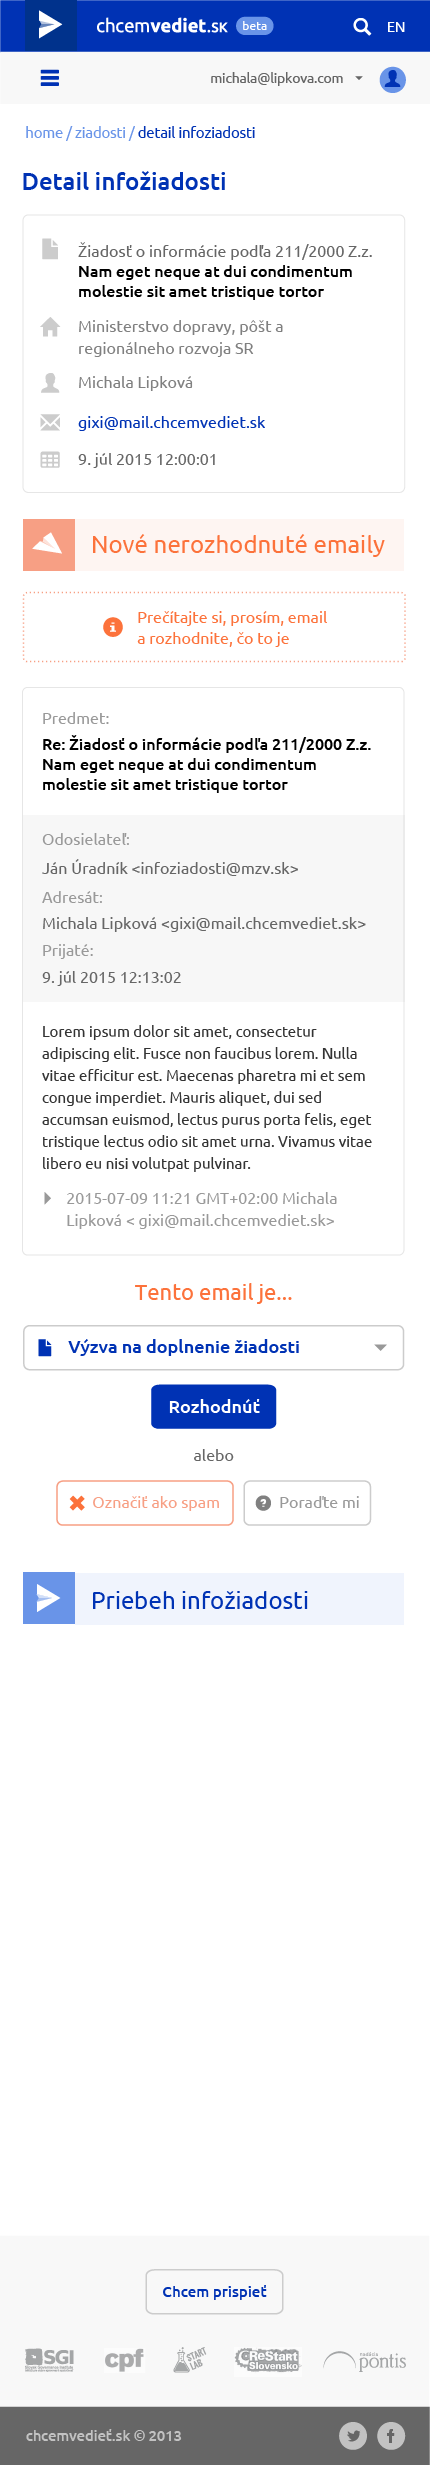 chcemvediet.sk beta EN
michala@lipkova.com
home / ziadosti / detail infoziadosti
Detail infožiadosti
Žiadosť o informácie podľa 211/2000 Z.z.
Nam eget neque at dui condimentum
molestie sit amet tristique tortor
Ministerstvo dopravy, pôšt a
regionálneho rozvoja SR
Michala Lipková
gixi@mail.chcemvediet.sk
9. júl 2015 12:00:01
Nové nerozhodnuté emaily
Prečítajte si, prosím, email
a rozhodnite, čo to je
Predmet:
Re: Žiadosť o informácie podľa 211/2000 Z.z.
Nam eget neque at dui condimentum
molestie sit amet tristique tortor
Odosielateľ:
Ján Úradník <infoziadosti@mzv.sk>
Adresát:
Michala Lipková <gixi@mail.chcemvediet.sk>
Prijaté:
9. júl 2015 12:13:02
Lorem ipsum dolor sit amet, consectetur
adipiscing elit. Fusce non faucibus lorem. Nulla
vitae efficitur est. Maecenas pharetra mi et sem
congue imperdiet. Mauris aliquet, dui sed
accumsan euismod, lectus purus porta felis, eget
tristique lectus odio sit amet urna. Vivamus vitae
libero eu nisi volutpat pulvinar.
2015-07-09 11:21 GMT+02:00 Michala
Lipková < gixi@mail.chcemvediet.sk>
Tento email je...
Výzva na doplnenie žiadosti
Rozhodnúť
alebo
Označiť ako spam Poraďte mi
Priebeh infožiadosti
Chcem prispieť
SGI cpf START LAB ReStart Slovensko nadácia pontis
chcemvedieť.sk © 2013